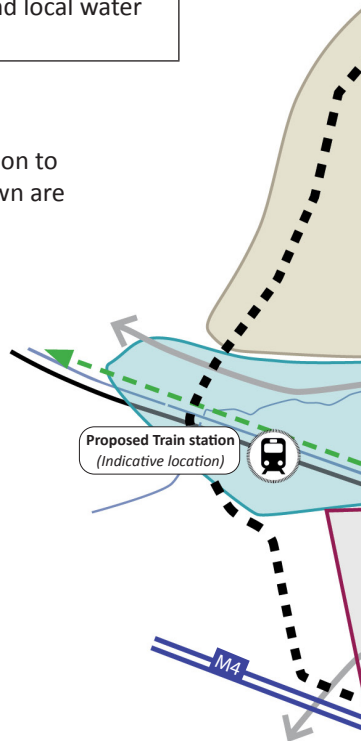 nd local water
on to
wn are
Proposed Train station
(Indicative location)
M4